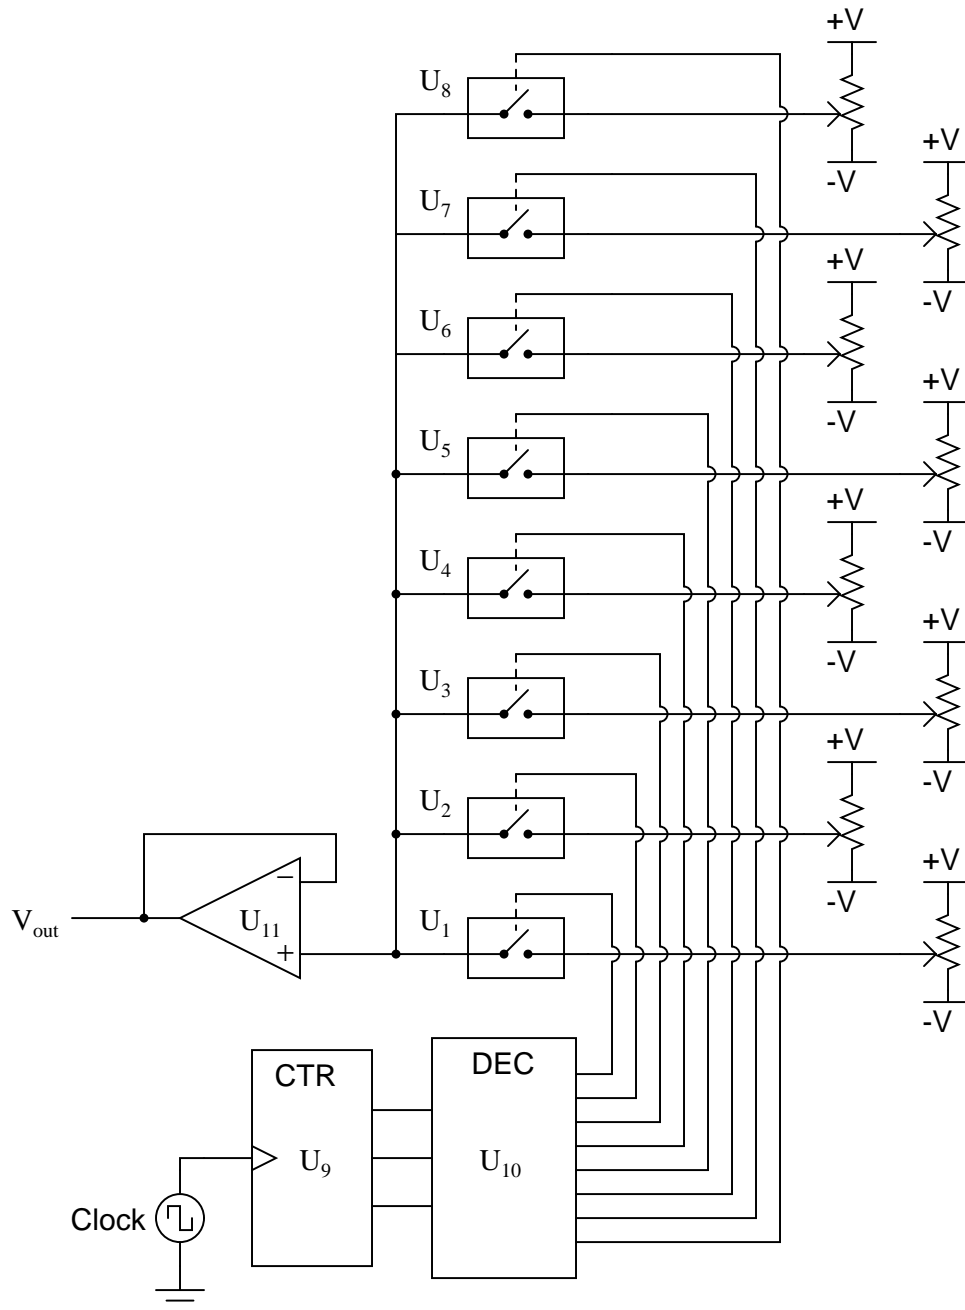 +V
U8
-V
+V
U7
-V
+V
U6
-V
+V
U5
-V
+V
U4
-V
+V
U3
-V
+V
U2
-V
+V
−
Vout
U11
U1
+
-V
CTR
DEC
U9
U10
Clock